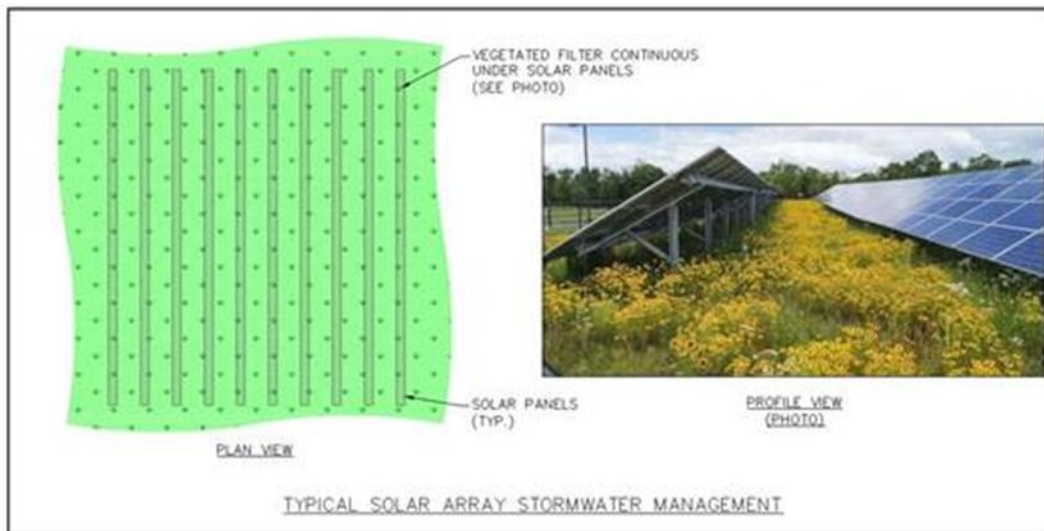 VEGETATED FILTER CONTINUOUS
UNDER SOLAR PANELS
(SEE PHOTO)
SOLAR PANELS
(TYP.)
PLAN VIEW
PROFILE VIEW
(PHOTO)
TYPICAL SOLAR ARRAY STORMWATER MANAGEMENT